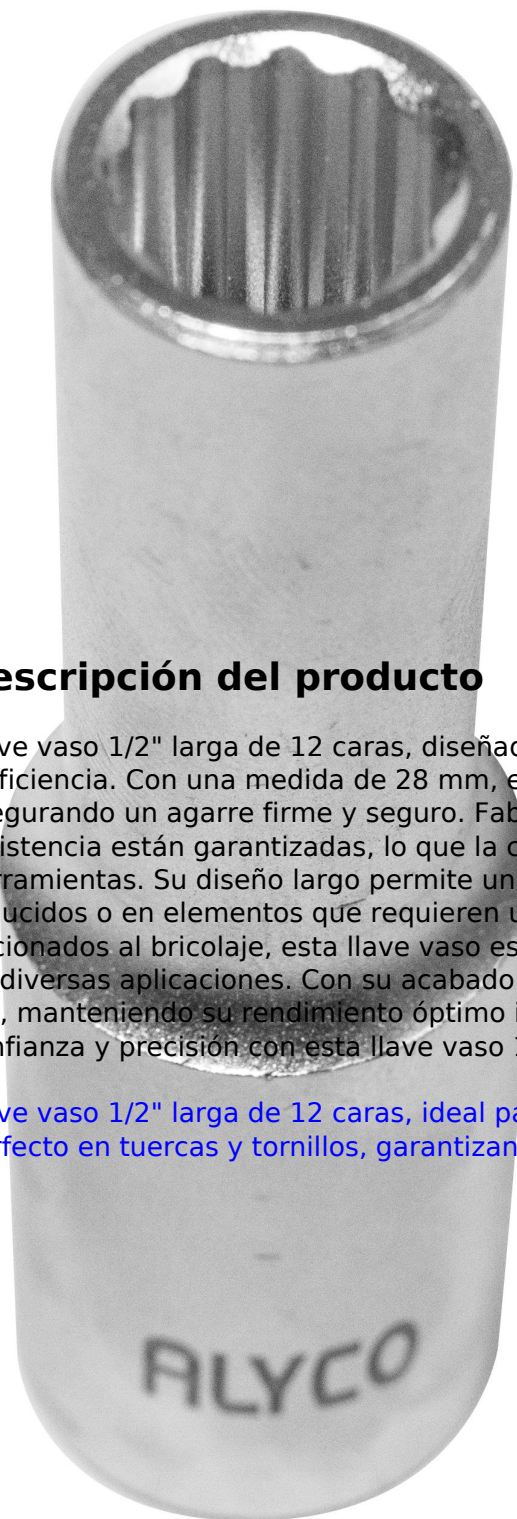 escripción del producto
ve vaso 1/2" larga de 12 caras, diseñad
ficiencia. Con una medida de 28 mm, e
egurando un agarre firme y seguro. Fab
istencia están garantizadas, lo que la c
rramientas. Su diseño largo permite un
ucidos o en elementos que requieren u
cionados al bricolaje, esta llave vaso es
diversas aplicaciones. Con su acabado
, manteniendo su rendimiento óptimo i
nfianza y precisión con esta llave vaso 1
ve vaso 1/2" larga de 12 caras, ideal pa
fecto en tuercas y tornillos, garantizan
ALYCO